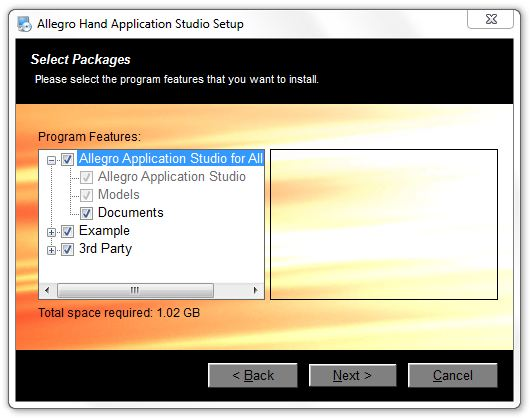 Allegro Hand Application Studio Setup
Select Packages
Please select the program features that you want to install.
Program Features:
Allegro Application Studio for All
Allegro Application Studio
Models
Documents
Example
3rd Party
Total space required: 1.02 GB
< Back
Next >
Cancel